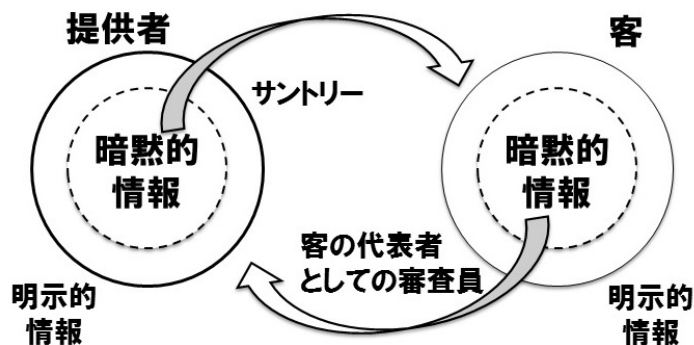 提供者
客
サントリー
暗黙的
情報
暗黙的
情報
客の代表者
としての審査員
明示的
情報
明示的
情報